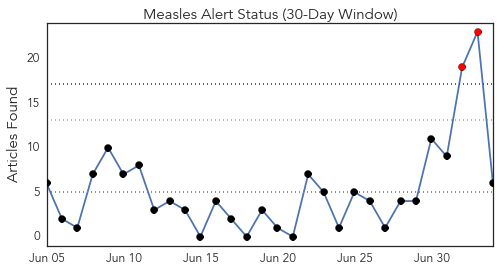 Measles Alert Status (30-Day Window)
Articles Found
20
15
10
5
0
Jun 05 Jun 10 Jun 15 Jun 20 Jun 25 Jun 30